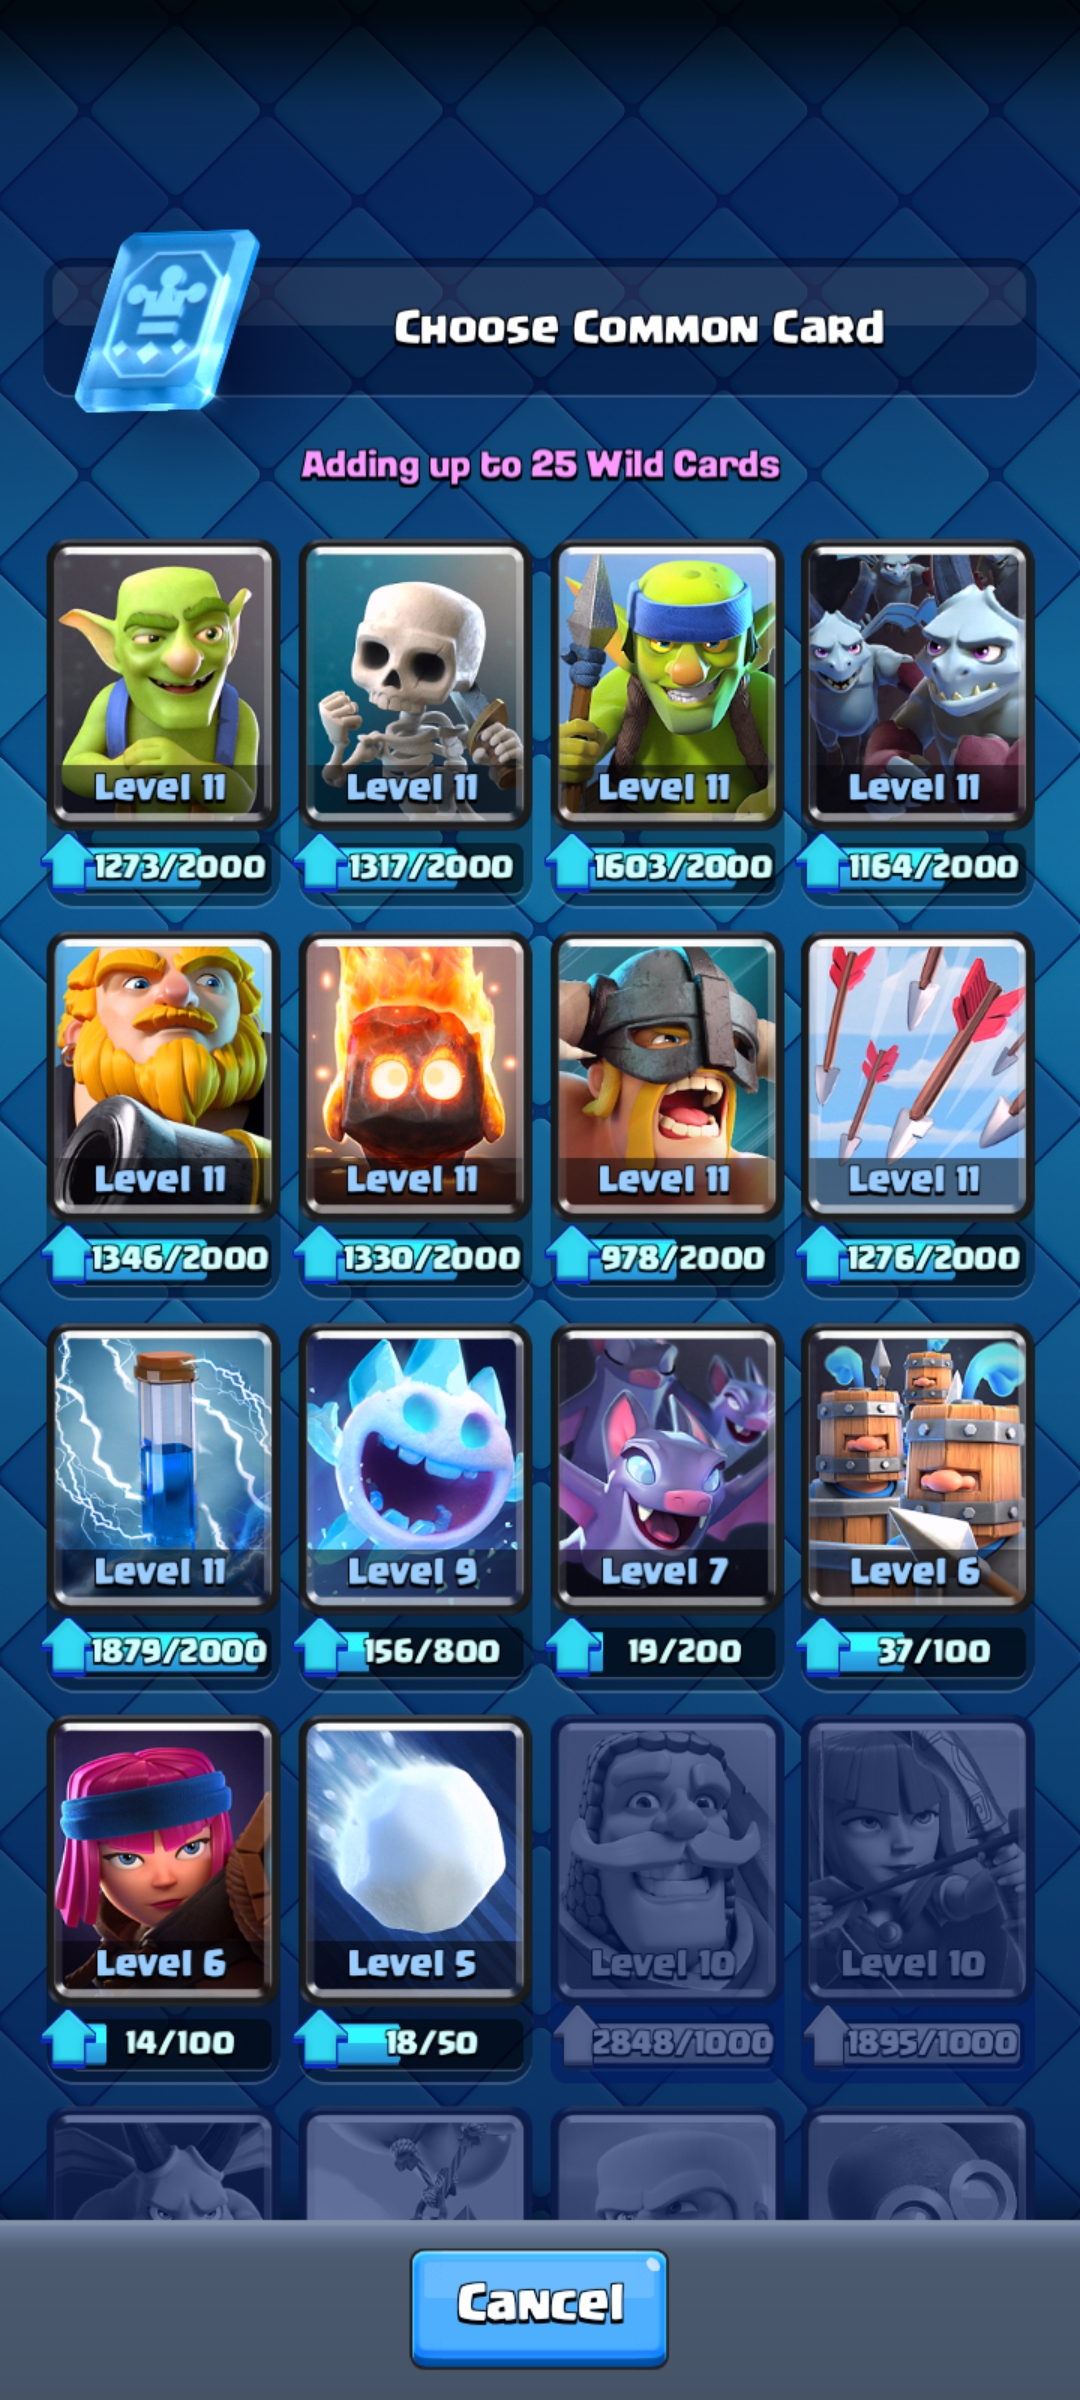 Choose Common Card
Adding up to 25 Wild Cards
Level 11 Level 11 Level 11 Level 11
1273/2000 1317/2000 1603/2000 1164/2000
Level 11 Level 11 Level 11 Level 11
1346/2000 1330/2000 978/2000 1276/2000
Level 11 Level 9 Level 7 Level 6
1879/2000 156/800 19/200 37/100
Level 6 Level 5 Level 10 Level 10
14/100 18/50 2848/1000 1895/1000
Cancel